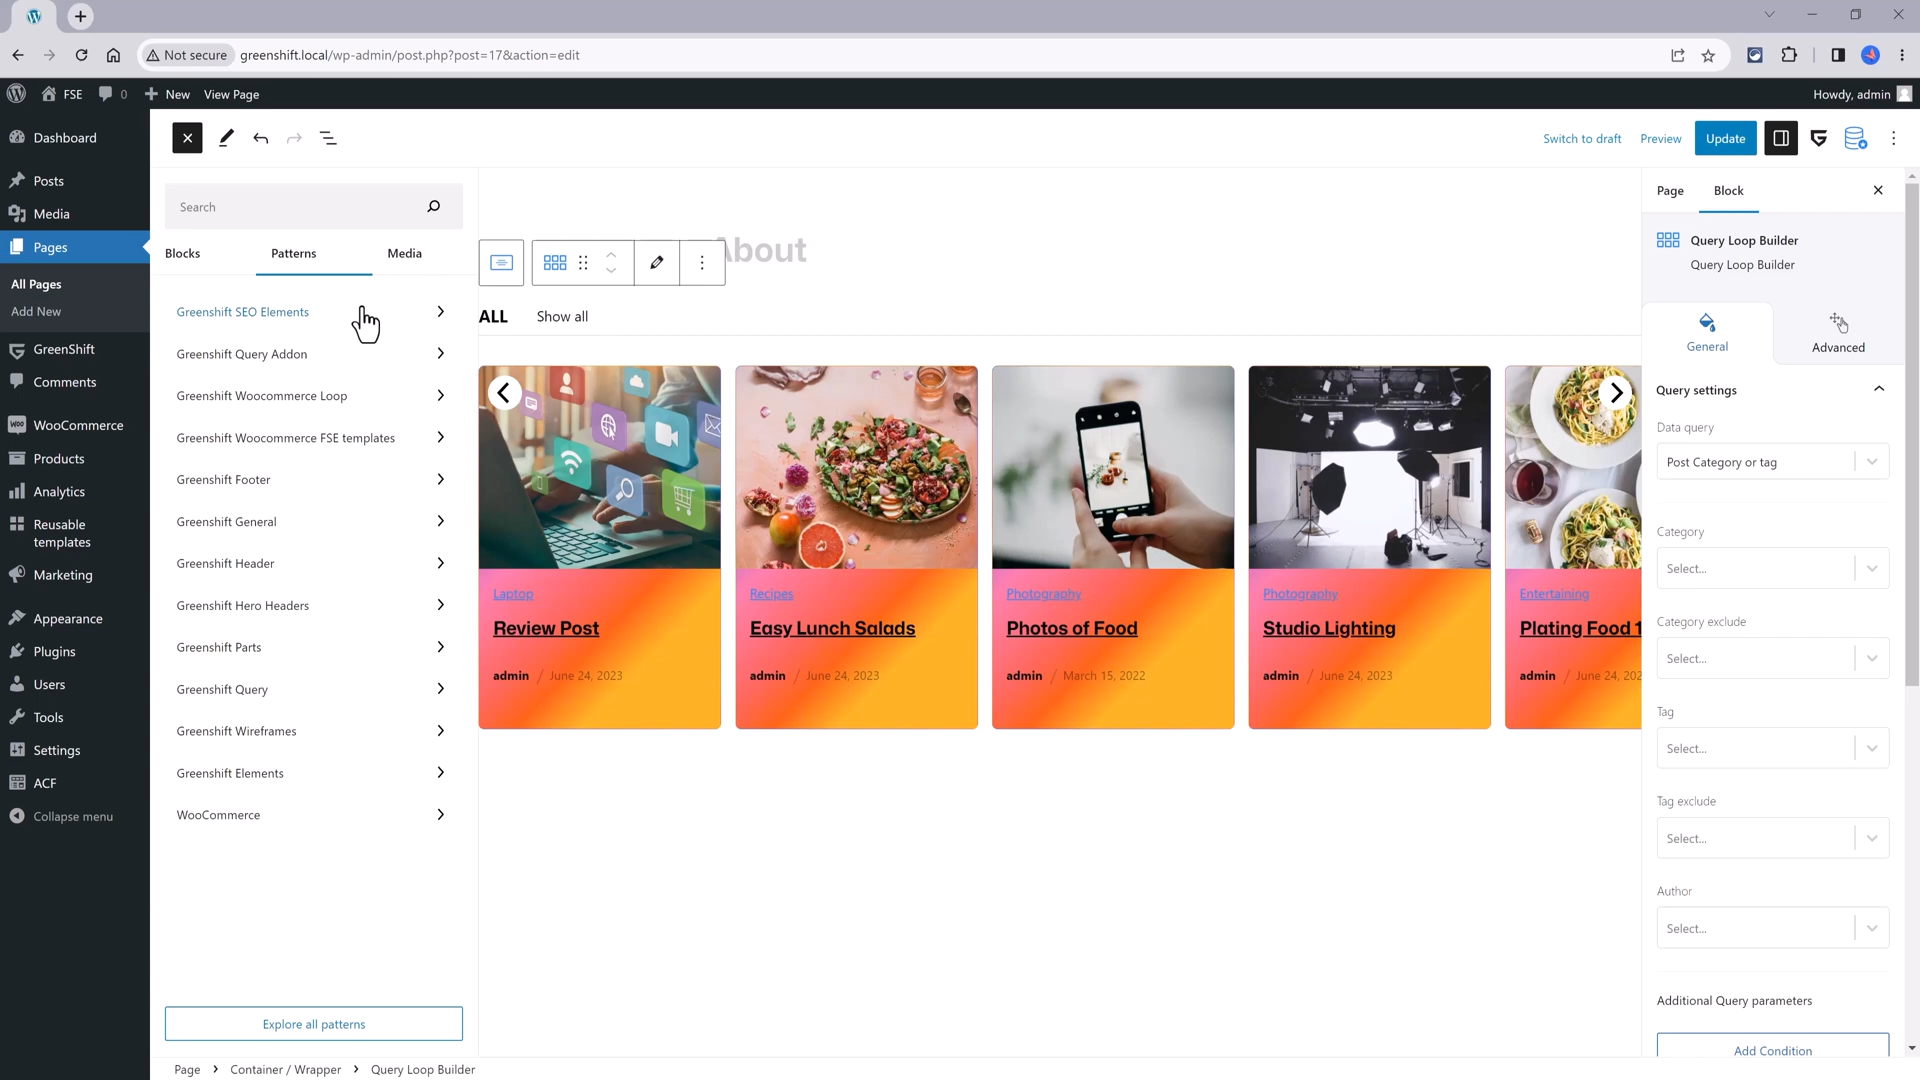 Not secure
greenshift.local/wp-admin/post.php?post=17&action=edit
FSE
0
New
View Page
Howdy, admin
Dashboard
Posts
Media
Pages
All Pages
Add New
GreenShift
Comments
WooCommerce
Products
Analytics
Reusable
templates
Marketing
Appearance
Plugins
Users
Tools
Settings
ACF
Collapse menu
Switch to draft
Preview
Update
Search
Blocks
Patterns
Media
Greenshift SEO Elements
Greenshift Query Addon
Greenshift Woocommerce Loop
Greenshift Woocommerce FSE templates
Greenshift Footer
Greenshift General
Greenshift Header
Greenshift Hero Headers
Greenshift Parts
Greenshift Query
Greenshift Wireframes
Greenshift Elements
WooCommerce
Explore all patterns
About
ALL
Show all
Laptop
Review Post
admin / June 24, 2023
Recipes
Easy Lunch Salads
admin / June 24, 2023
Photography
Photos of Food
admin / March 15, 2022
Photography
Studio Lighting
admin / June 24, 2023
Entertaining
Plating Food 1
admin / June 24, 202
Page
Block
Query Loop Builder
Query Loop Builder
General
Advanced
Query settings
Data query
Post Category or tag
Category
Select...
Category exclude
Select...
Tag
Select...
Tag exclude
Select...
Author
Select...
Additional Query parameters
Add Condition
Page
Container / Wrapper
Query Loop Builder